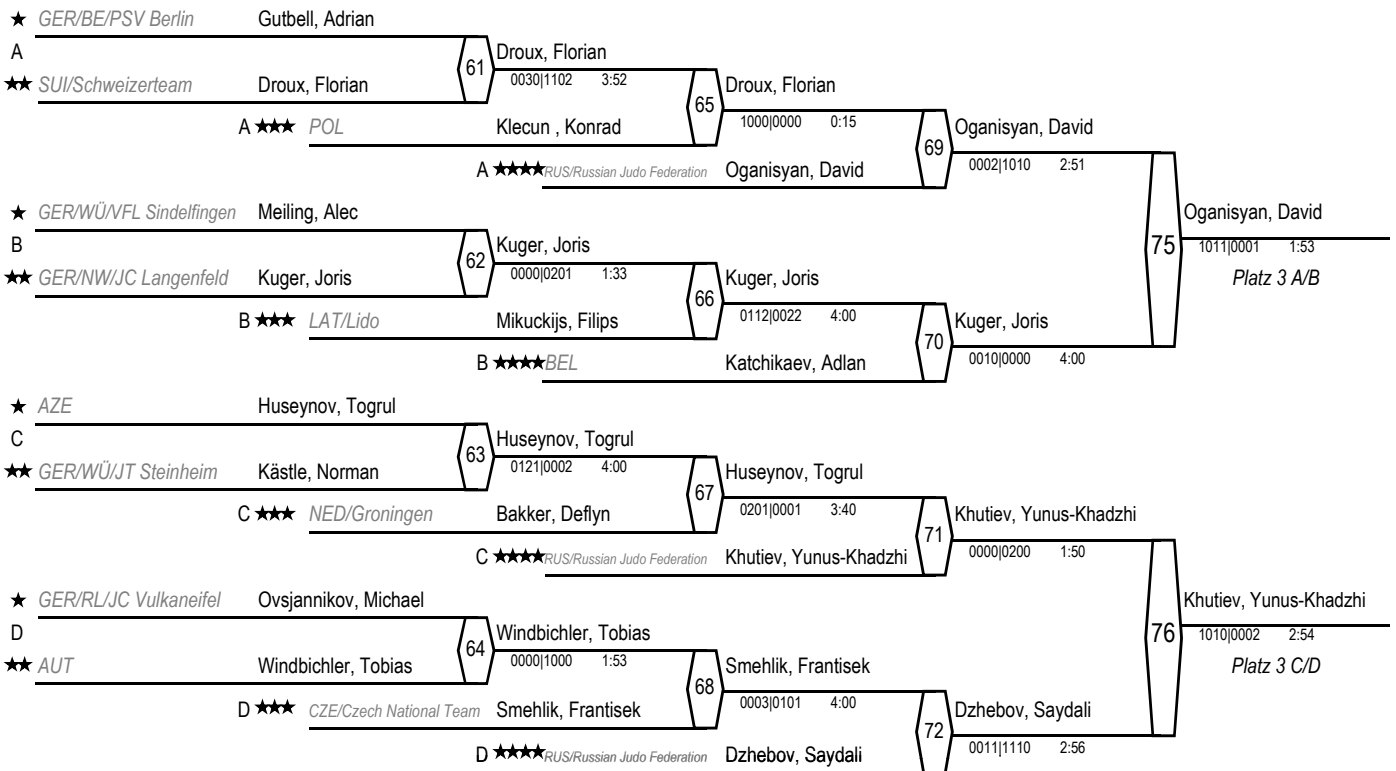 ★ GER/BE/PSV Berlin Gutbell, Adrian
A Droux, Florian
61
0030|1102 3:52
★★ SUI/Schweizerteam Droux, Florian Droux, Florian
65
1000|0000 0:15
A ★★★ POL Klecun , Konrad Oganisyan, David
69
0002|1010 2:51
A ★★★★ RUS/Russian Judo Federation Oganisyan, David
★ GER/WÜ/VFL Sindelfingen Meiling, Alec Oganisyan, David
75
1011|0001 1:53
B Kuger, Joris
62
0000|0201 1:33
★★ GER/NW/JC Langenfeld Kuger, Joris Kuger, Joris Platz 3 A/B
66
0112|0022 4:00
B ★★★ LAT/Lido Mikuckijs, Filips Kuger, Joris
70
0010|0000 4:00
B ★★★★ BEL Katchikaev, Adlan
★ AZE Huseynov, Togrul
C Huseynov, Togrul
63
0121|0002 4:00
★★ GER/WÜ/JT Steinheim Kästle, Norman Huseynov, Togrul
67
0201|0001 3:40
C ★★★ NED/Groningen Bakker, Deflyn Khutiev, Yunus-Khadzhi
71
0000|0200 1:50
C ★★★★ RUS/Russian Judo Federation Khutiev, Yunus-Khadzhi
★ GER/RL/JC Vulkaneifel Ovsjannikov, Michael Khutiev, Yunus-Khadzhi
76
1010|0002 2:54
D Windbichler, Tobias
64
0000|1000 1:53
★★ AUT Windbichler, Tobias Smehlik, Frantisek Platz 3 C/D
68
0003|0101 4:00
D ★★★ CZE/Czech National Team Smehlik, Frantisek Dzhebov, Saydali
72
0011|1110 2:56
D ★★★★ RUS/Russian Judo Federation Dzhebov, Saydali